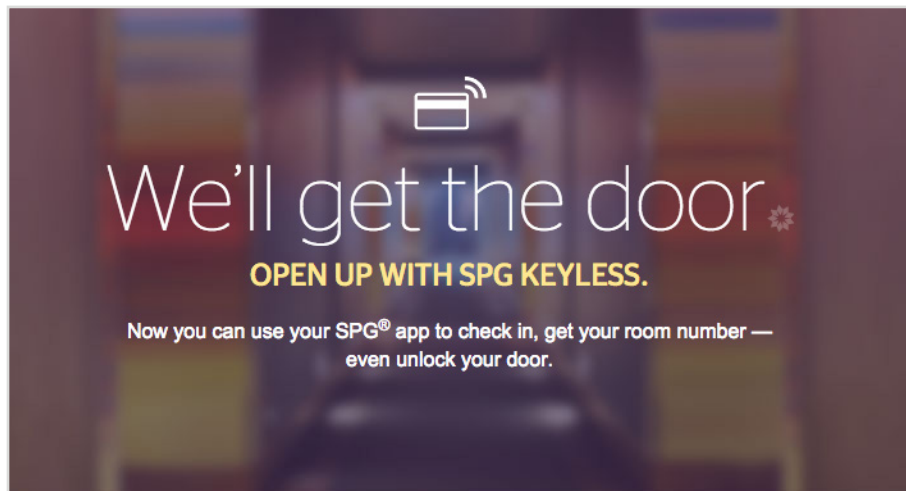 We'll get the door
OPEN UP WITH SPG KEYLESS.
Now you can use your SPG® app to check in, get your room number —
even unlock your door.